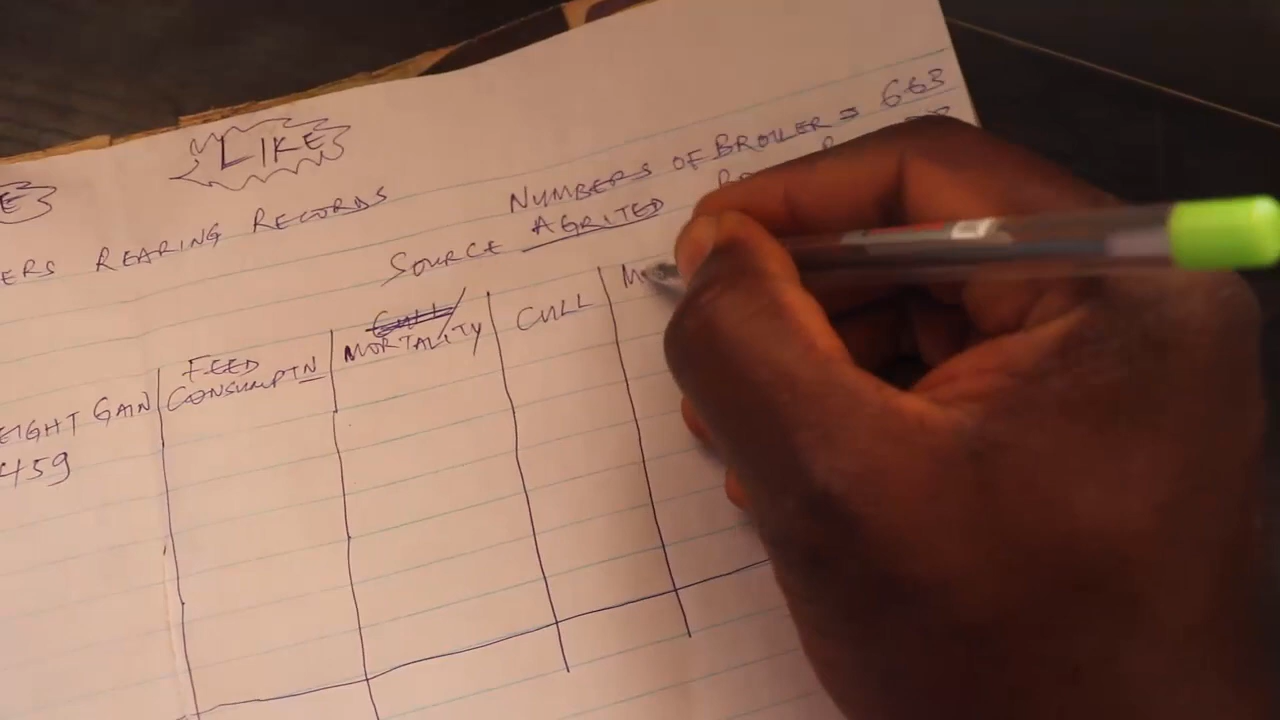 LIKE
NUMBERS OF BROILER = 663
ERS REARING RECORDS
SOURCE AGRITED
EIGHT GAIN
FEED
CONSUMPTN
MORTALITY
CULL
459